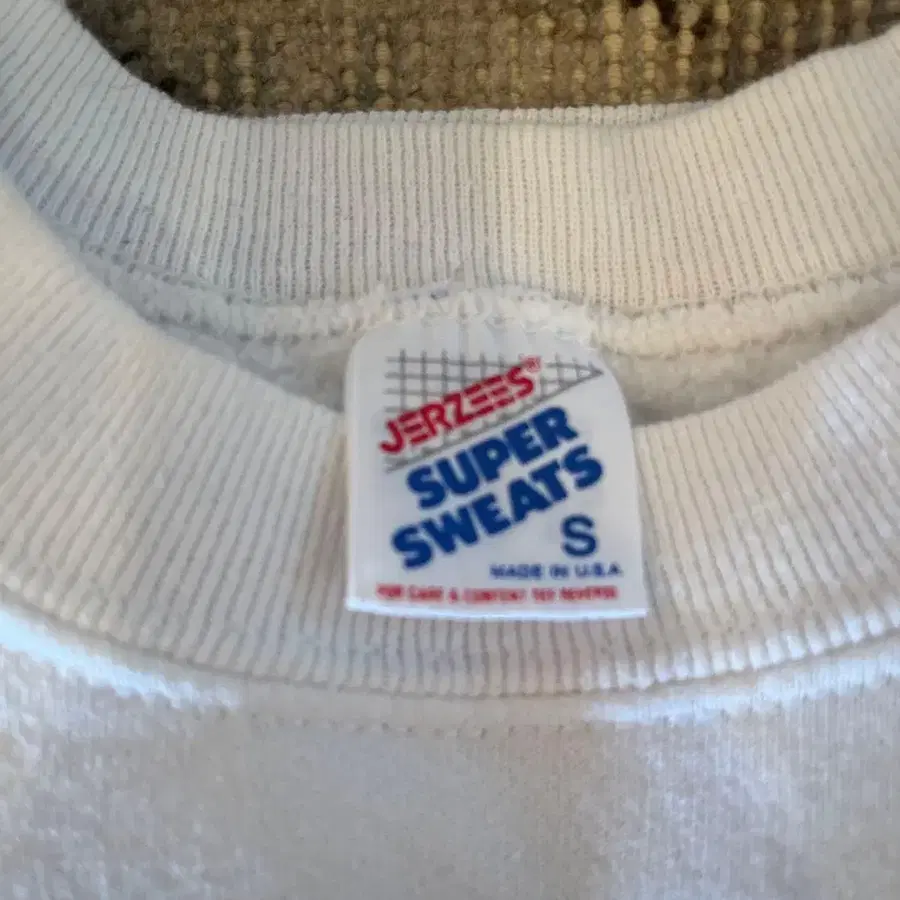 JERZEES®
SUPER
SWEATS
S
MADE IN U.S.A.
FOR CARE & CONTENT SEE REVERSE